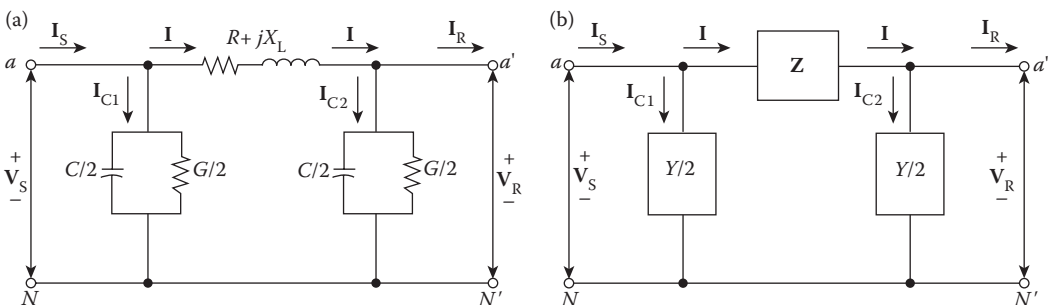 (a)
I_S
I
R+ jX_L
I
I_R
a
a'
I_C1
I_C2
C/2
G/2
C/2
G/2
+
V_S
−
+
V_R
−
N
N'
(b)
I_S
I
Z
I
I_R
a
a'
I_C1
I_C2
Y/2
Y/2
+
V_S
−
+
V_R
−
N
N'